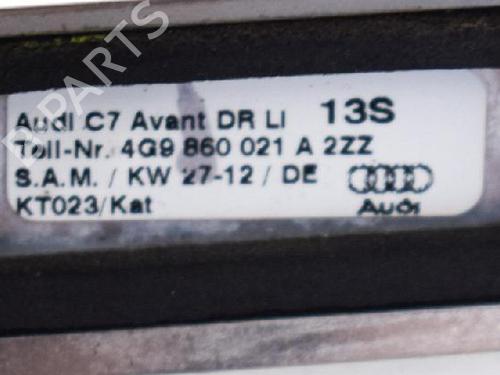 B-PARTS
Audi C7 Avant DR LI 13S
Teil-Nr. 4G9 860 021 A 2ZZ
S.A.M. / KW 27-12 / DE
KT023/Kat Audi